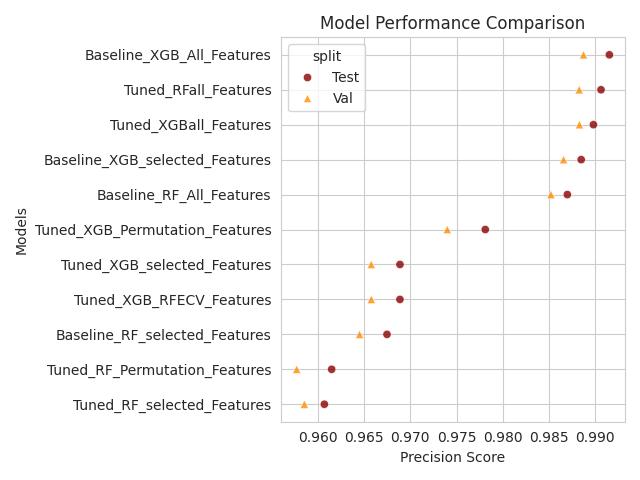 Model Performance Comparison
split
Test
Val
Models
Baseline_XGB_All_Features
Tuned_RFall_Features
Tuned_XGBall_Features
Baseline_XGB_selected_Features
Baseline_RF_All_Features
Tuned_XGB_Permutation_Features
Tuned_XGB_selected_Features
Tuned_XGB_RFECV_Features
Baseline_RF_selected_Features
Tuned_RF_Permutation_Features
Tuned_RF_selected_Features
0.960 0.965 0.970 0.975 0.980 0.985 0.990
Precision Score